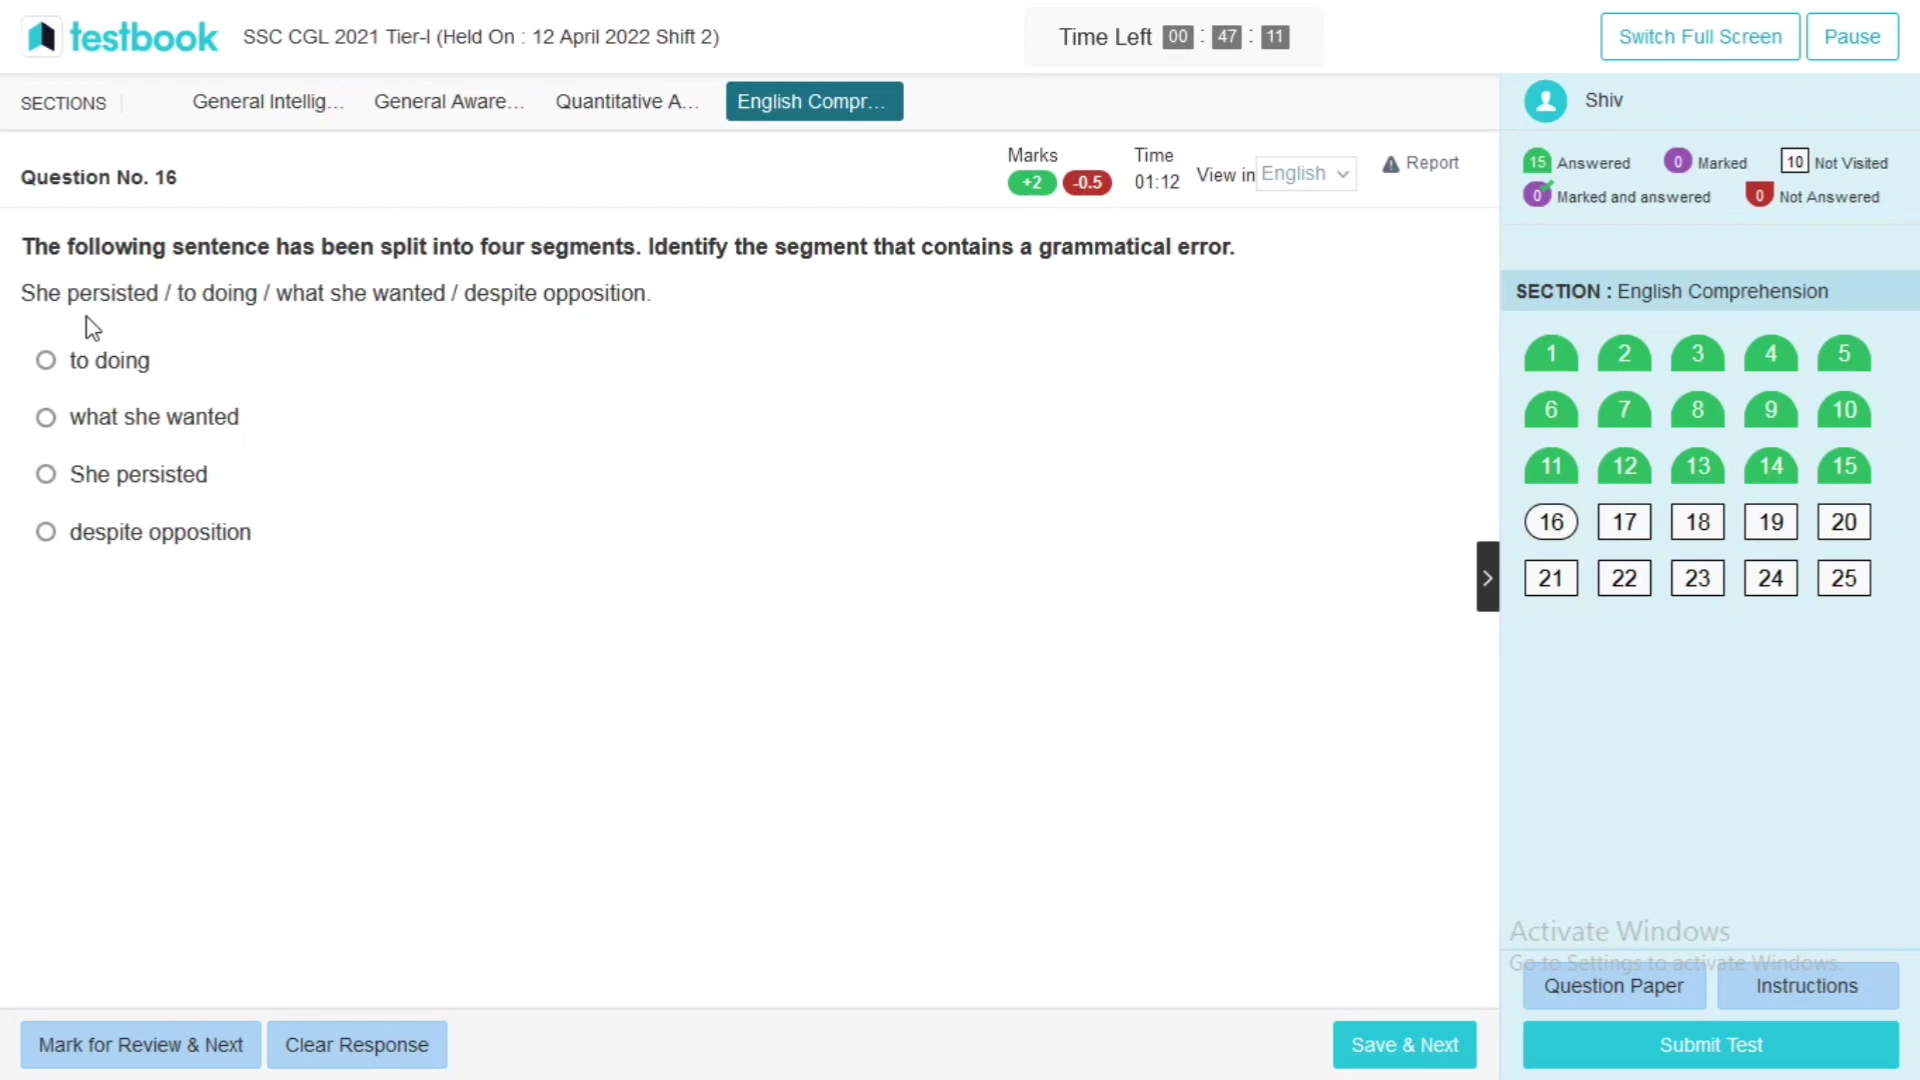 testbook SSC CGL 2021 Tier-I (Held On : 12 April 2022 Shift 2) Time Left 00 : 47 : 11 Switch Full Screen Pause
SECTIONS General Intellig... General Aware... Quantitative A... English Compr...
Shiv
Question No. 16
Marks
+2 -0.5
Time
01:12
View in English
Report
15 Answered 0 Marked 10 Not Visited
0 Marked and answered 0 Not Answered
The following sentence has been split into four segments. Identify the segment that contains a grammatical error.
She persisted / to doing / what she wanted / despite opposition.
to doing
what she wanted
She persisted
despite opposition
SECTION : English Comprehension
1 2 3 4 5
6 7 8 9 10
11 12 13 14 15
16 17 18 19 20
21 22 23 24 25
Activate Windows
Go to Settings to activate Windows.
Question Paper Instructions
Mark for Review & Next Clear Response Save & Next Submit Test